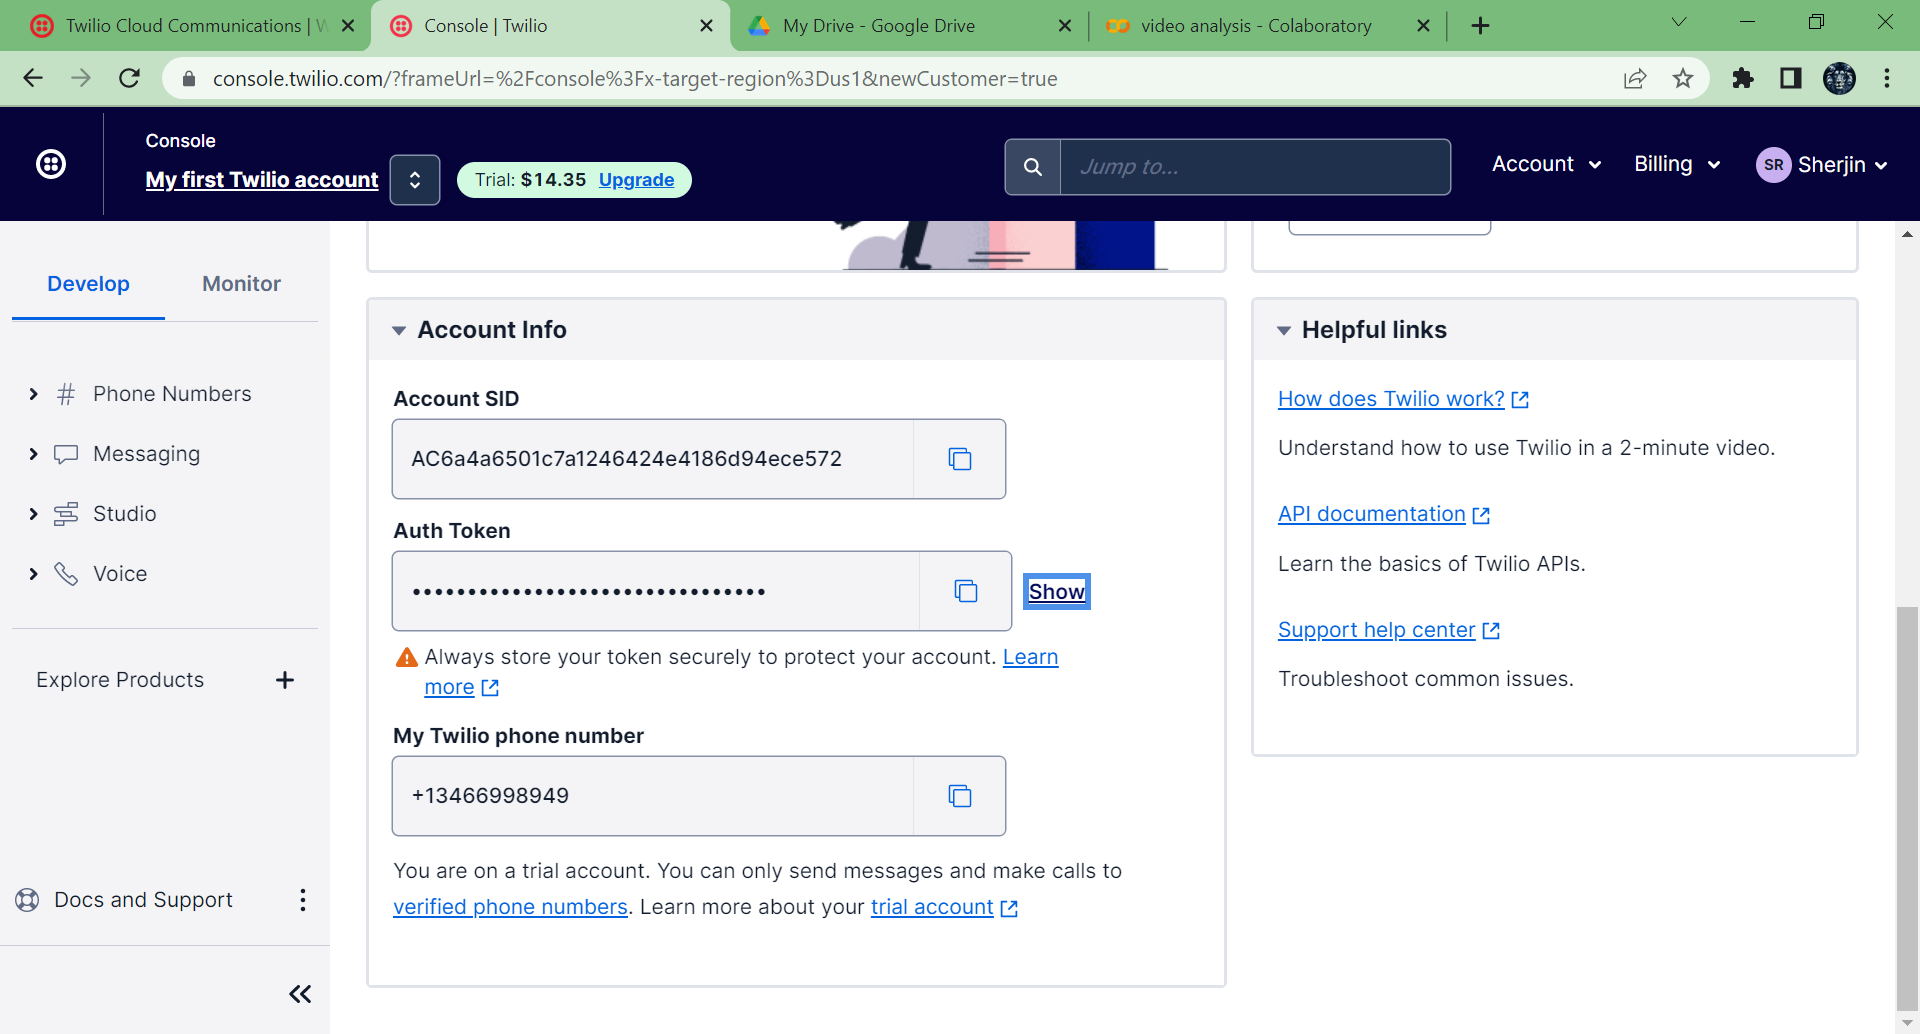 Twilio Cloud Communications | W
Console | Twilio
My Drive - Google Drive
video analysis - Colaboratory
console.twilio.com/?frameUrl=%2Fconsole%3Fx-target-region%3Dus1&newCustomer=true
Console
My first Twilio account
Trial: $14.35 Upgrade
Jump to...
Account
Billing
SR
Sherjin
Develop
Monitor
Phone Numbers
Messaging
Studio
Voice
Explore Products
Docs and Support
Account Info
Account SID
AC6a4a6501c7a1246424e4186d94ece572
Auth Token
••••••••••••••••••••••••••••••••
Show
Always store your token securely to protect your account. Learn
more
My Twilio phone number
+13466998949
You are on a trial account. You can only send messages and make calls to
verified phone numbers. Learn more about your trial account
Helpful links
How does Twilio work?
Understand how to use Twilio in a 2-minute video.
API documentation
Learn the basics of Twilio APIs.
Support help center
Troubleshoot common issues.